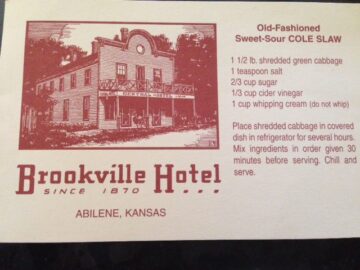 Old-Fashioned
Sweet-Sour COLE SLAW
1 1/2 lb. shredded green cabbage
1 teaspoon salt
2/3 cup sugar
1/3 cup cider vinegar
1 cup whipping cream (do not whip)
Place shredded cabbage in covered
dish in refrigerator for several hours.
Mix ingredients in order given 30
minutes before serving. Chill and
serve.
CENTRAL HOTEL
Brookville Hotel
SINCE 1870 ...
ABILENE, KANSAS